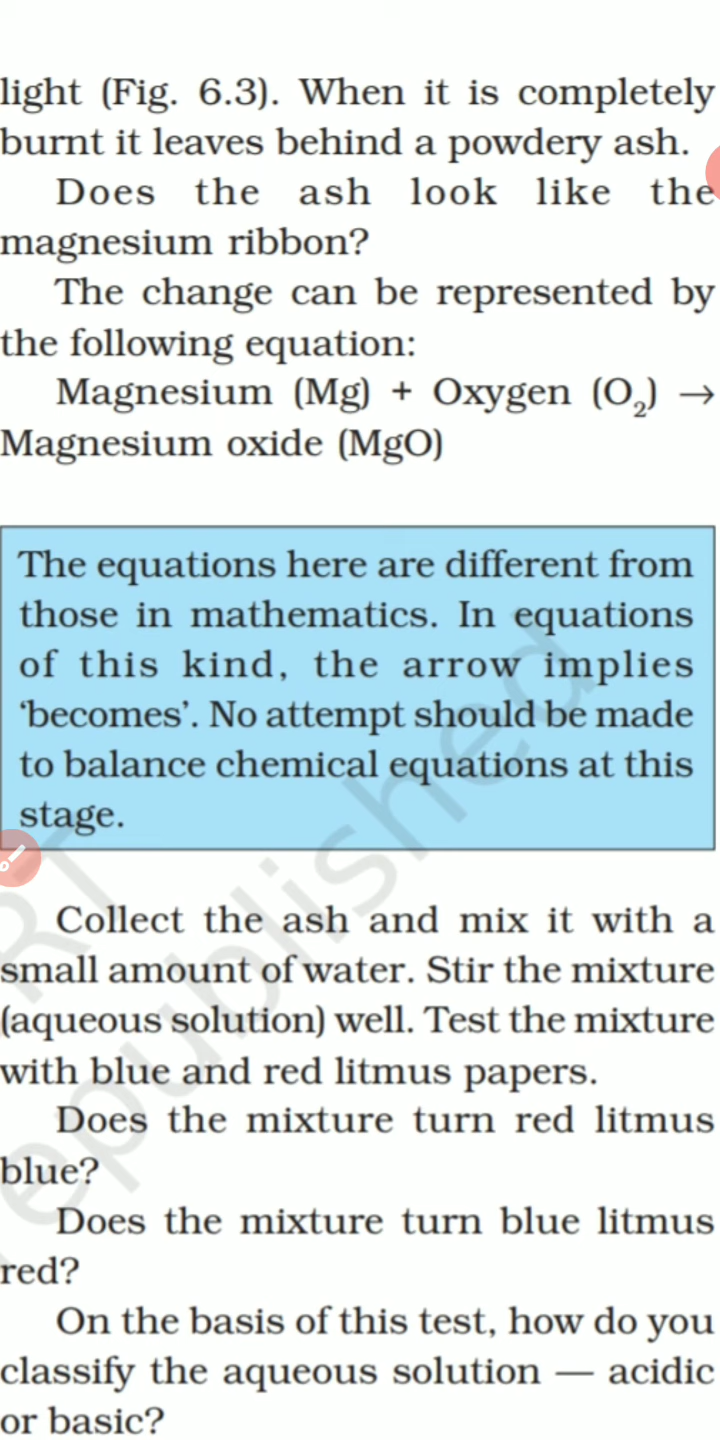 light (Fig. 6.3). When it is completely
burnt it leaves behind a powdery ash.
Does the ash look like the
magnesium ribbon?
The change can be represented by
the following equation:
Magnesium (Mg) + Oxygen (O₂) →
Magnesium oxide (MgO)
The equations here are different from
those in mathematics. In equations
of this kind, the arrow implies
‘becomes’. No attempt should be made
to balance chemical equations at this
stage.
Collect the ash and mix it with a
small amount of water. Stir the mixture
(aqueous solution) well. Test the mixture
with blue and red litmus papers.
Does the mixture turn red litmus
blue?
Does the mixture turn blue litmus
red?
On the basis of this test, how do you
classify the aqueous solution — acidic
or basic?
RT
epublished